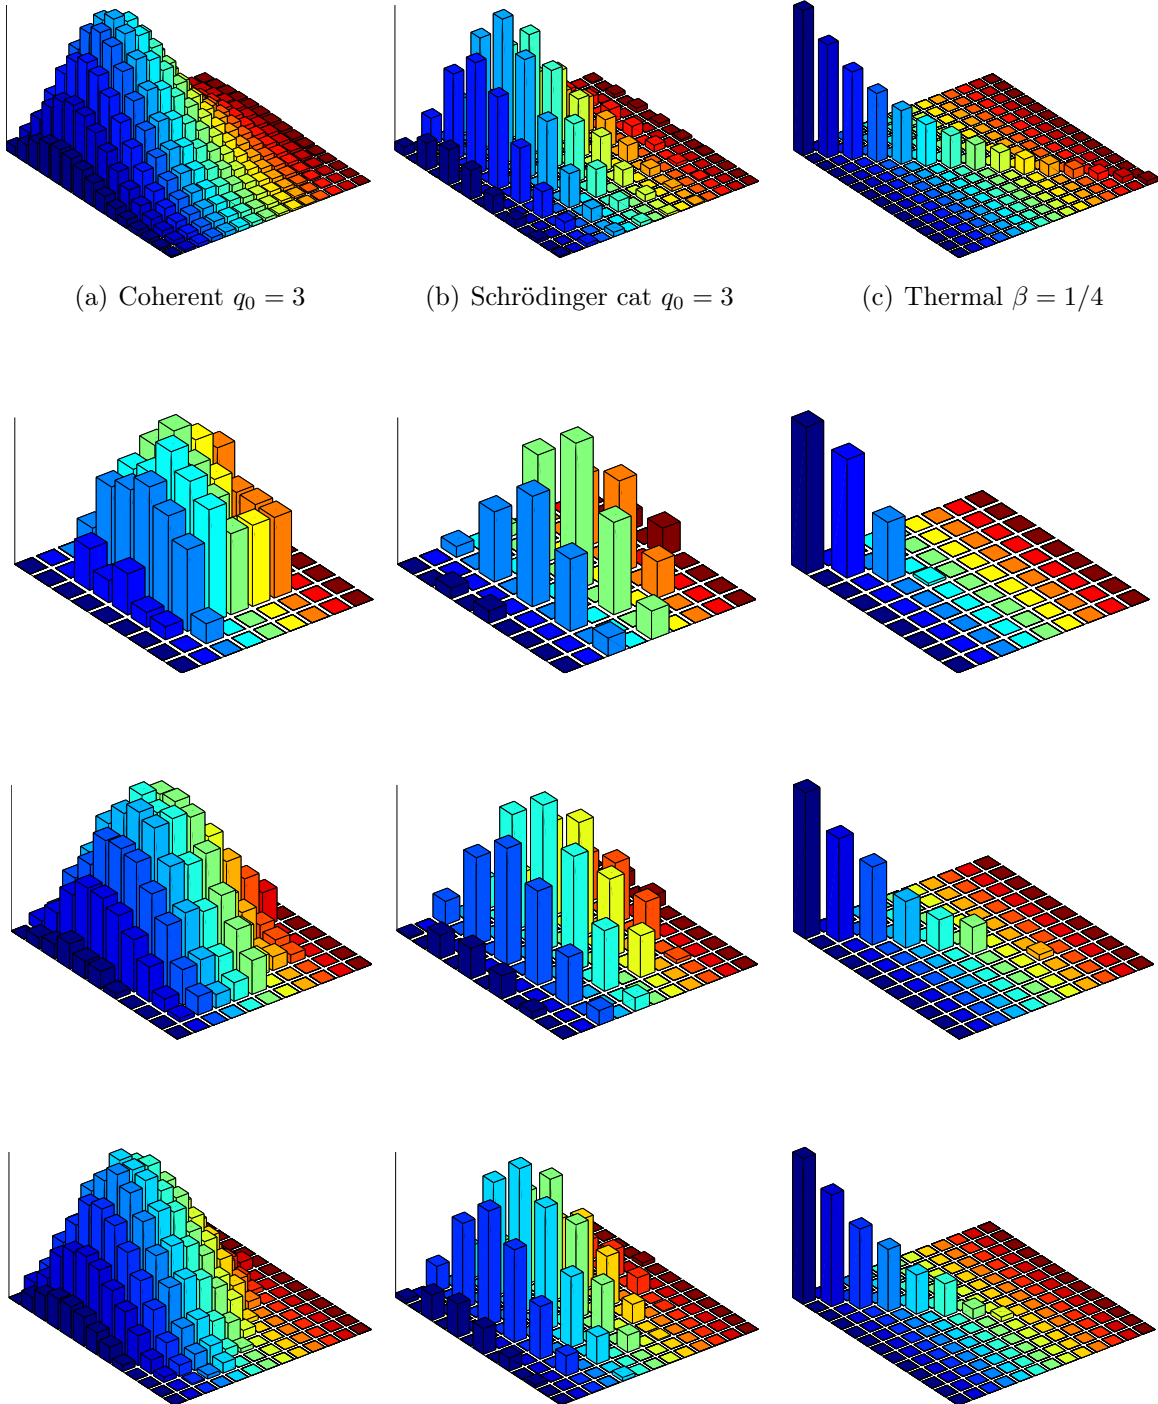 (a) Coherent q₀ = 3
(b) Schrödinger cat q₀ = 3
(c) Thermal β = 1/4